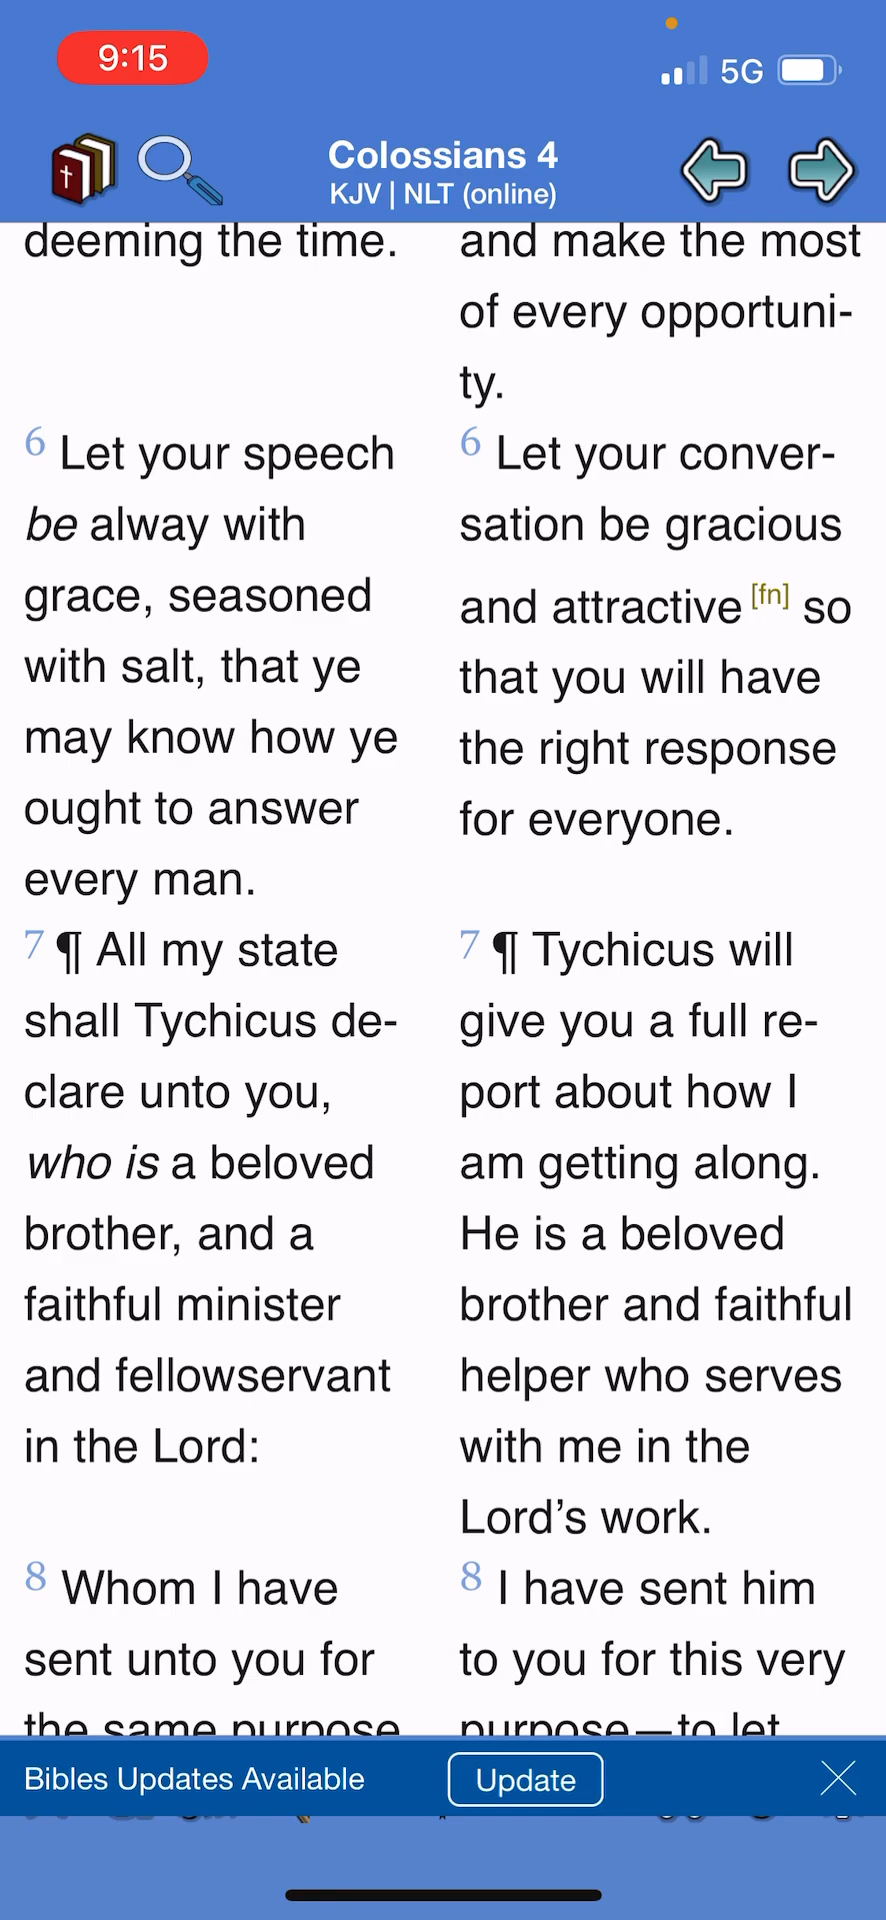 9:15
5G
Colossians 4
KJV | NLT (online)
deeming the time.
6 Let your speech
be alway with
grace, seasoned
with salt, that ye
may know how ye
ought to answer
every man.
7 ¶ All my state
shall Tychicus de-
clare unto you,
who is a beloved
brother, and a
faithful minister
and fellowservant
in the Lord:
8 Whom I have
sent unto you for
the same purpose
and make the most
of every opportuni-
ty.
6 Let your conver-
sation be gracious
and attractive [fn] so
that you will have
the right response
for everyone.
7 ¶ Tychicus will
give you a full re-
port about how I
am getting along.
He is a beloved
brother and faithful
helper who serves
with me in the
Lord’s work.
8 I have sent him
to you for this very
purpose—to let
Bibles Updates Available
Update